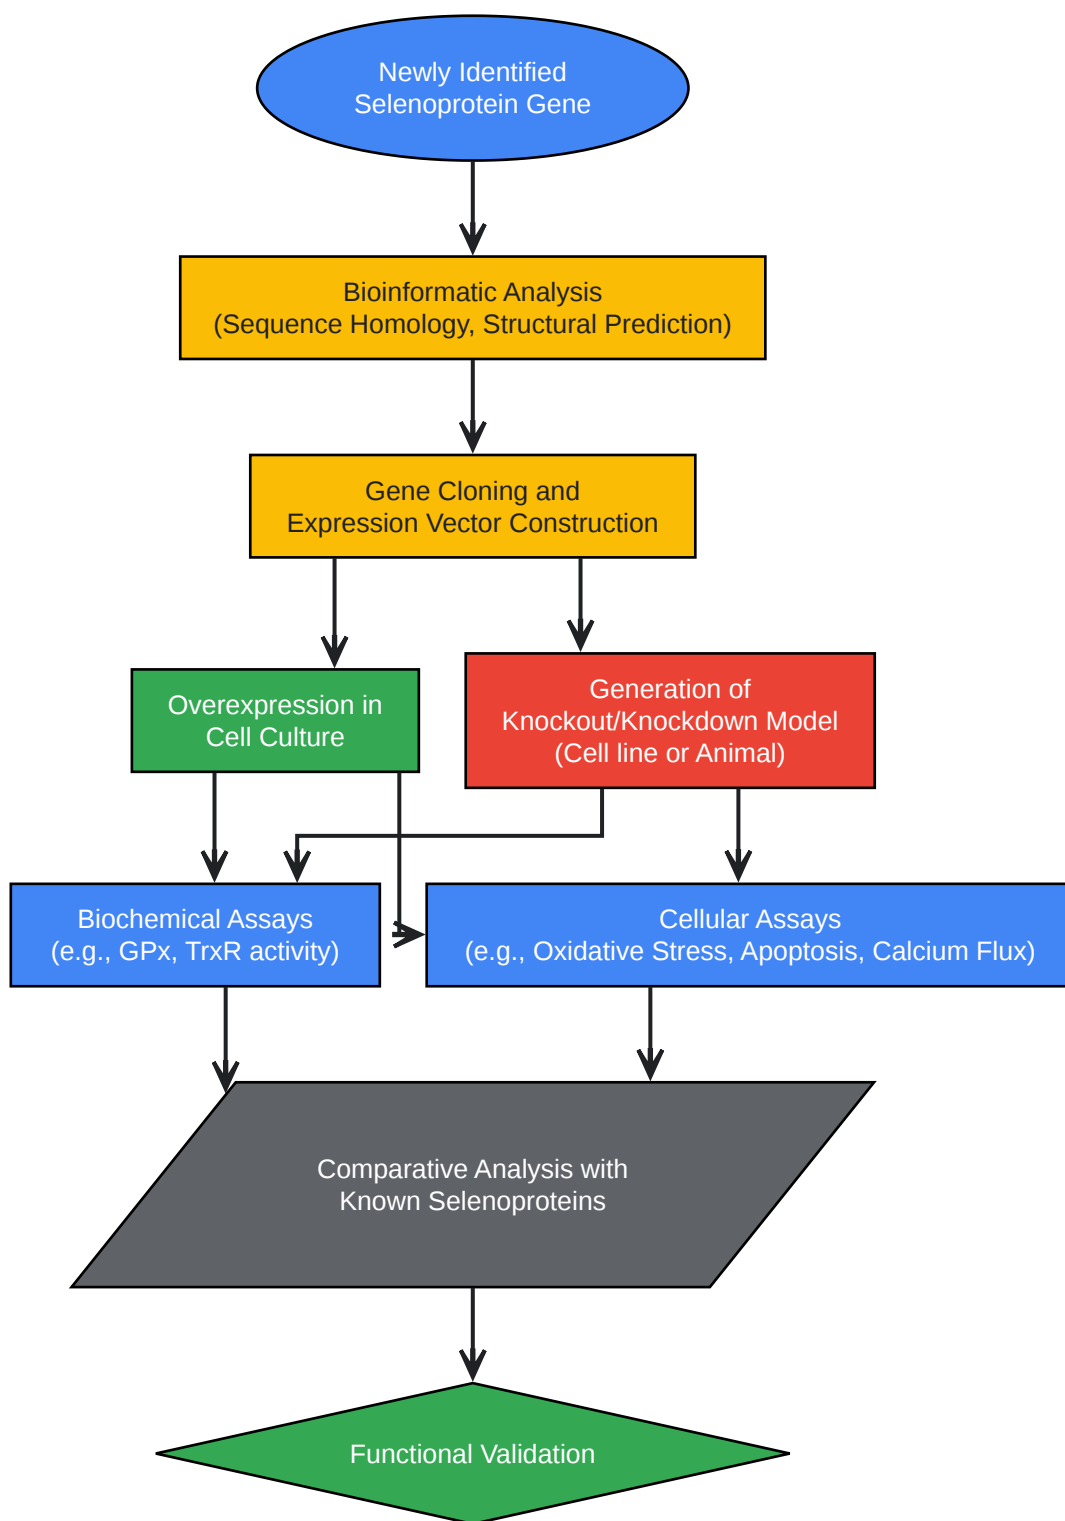 Newly Identified
Selenoprotein Gene
Bioinformatic Analysis
(Sequence Homology, Structural Prediction)
Gene Cloning and
Expression Vector Construction
Overexpression in
Cell Culture
Generation of
Knockout/Knockdown Model
(Cell line or Animal)
Biochemical Assays
(e.g., GPx, TrxR activity)
Cellular Assays
(e.g., Oxidative Stress, Apoptosis, Calcium Flux)
Comparative Analysis with
Known Selenoproteins
Functional Validation